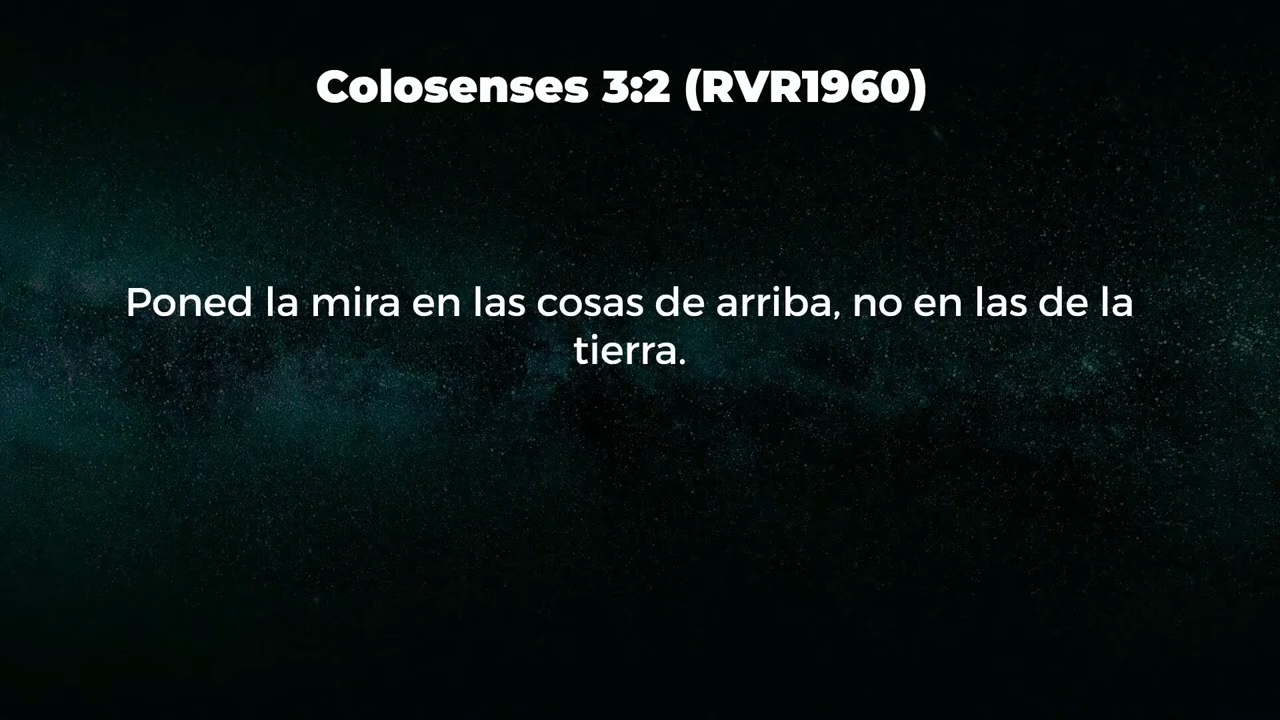 Colosenses 3:2 (RVR1960)
Poned la mira en las cosas de arriba, no en las de la
tierra.